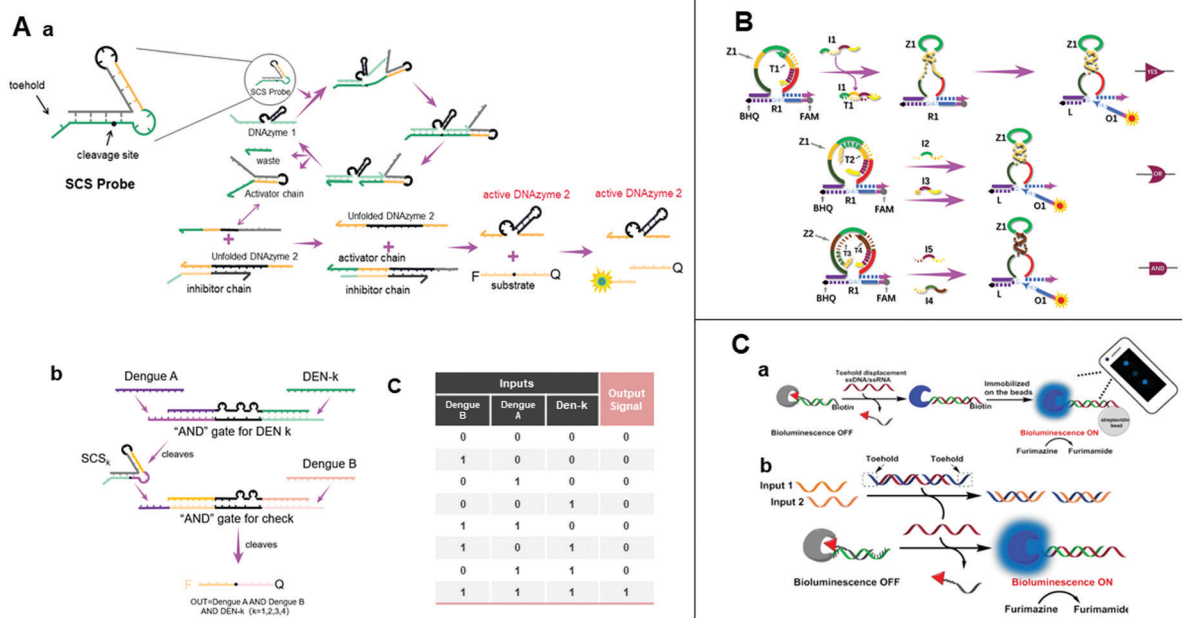 A a
toehold
cleavage site
SCS Probe
SCS Probe
DNAzyme 1
waste
Activator chain
+
Unfolded DNAzyme 2
inhibitor chain
Unfolded DNAzyme 2
+
activator chain
inhibitor chain
active DNAzyme 2
+
F Q
substrate
active DNAzyme 2
Q
b
Dengue A
DEN-k
"AND" gate for DEN k
SCSk
cleaves
Dengue B
"AND" gate for check
cleaves
F Q
OUT=Dengue A AND Dengue B
AND DEN-k (k=1,2,3,4)
C
Inputs
Output Signal
Dengue B Dengue A Den-k
0 0 0 0
1 0 0 0
0 1 0 0
0 0 1 0
1 1 0 0
1 0 1 0
0 1 1 0
1 1 1 1
B
Z1
T1
BHQ R1 FAM
I1
I1
T1
Z1
R1
Z1
L O1
YES
Z1
T2
BHQ R1 FAM
I2
I3
Z1
L O1
OR
Z2
T3 T4
BHQ R1 FAM
I5
I4
Z1
L O1
AND
C
a
Toehold displacement
ssDNA/ssRNA
Biotin
Bioluminescence OFF
Biotin
Immobilized
on the beads
streptavidin
bead
Bioluminescence ON
Furimazine Furimamide
b
Toehold Toehold
Input 1
Input 2
Bioluminescence OFF
Bioluminescence ON
Furimazine Furimamide